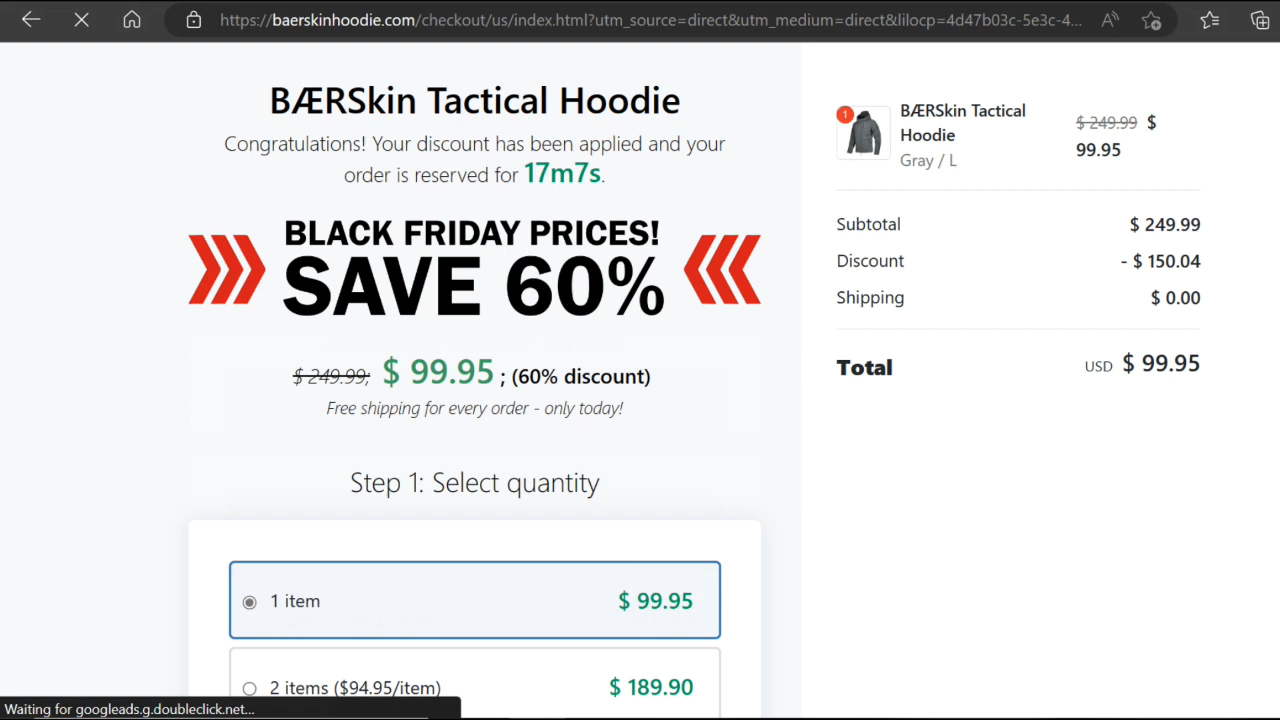 https://baerskinhoodie.com/checkout/us/index.html?utm_source=direct&utm_medium=direct&lilocp=4d47b03c-5e3c-4...
BÆRSkin Tactical Hoodie
Congratulations! Your discount has been applied and your
order is reserved for 17m7s.
BLACK FRIDAY PRICES!
SAVE 60%
$ 249.99; $ 99.95 ; (60% discount)
Free shipping for every order - only today!
Step 1: Select quantity
1 item $ 99.95
2 items ($94.95/item) $ 189.90
1
BÆRSkin Tactical
Hoodie
Gray / L
$ 249.99 $
99.95
Subtotal $ 249.99
Discount - $ 150.04
Shipping $ 0.00
Total USD $ 99.95
Waiting for googleads.g.doubleclick.net...